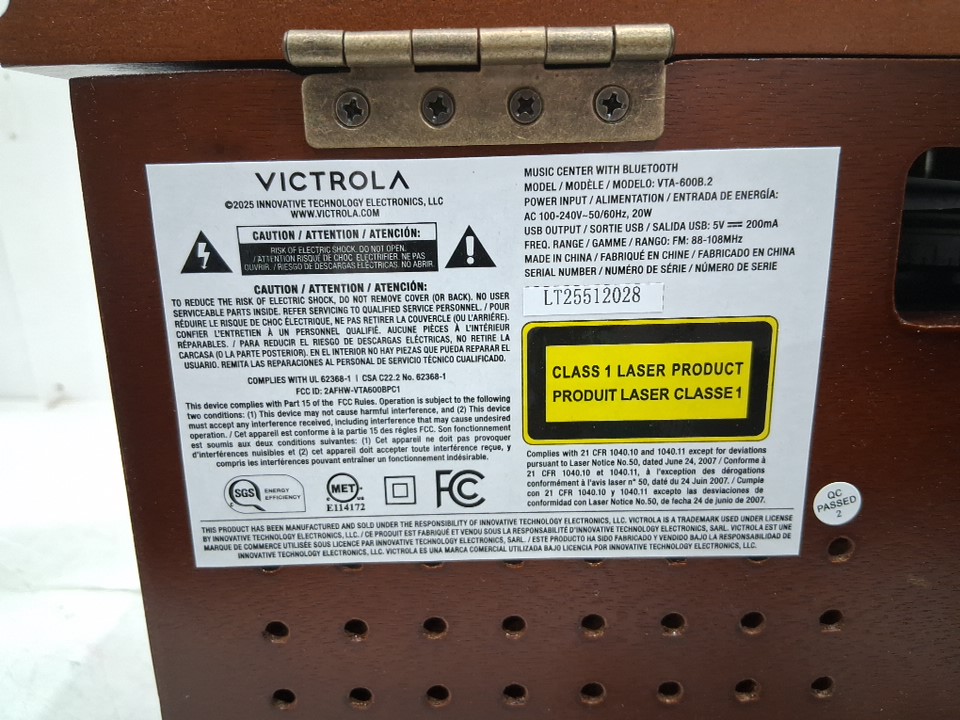 VICTROLA
©2025 INNOVATIVE TECHNOLOGY ELECTRONICS, LLC
WWW.VICTROLA.COM
CAUTION / ATTENTION / ATENCIÓN:
RISK OF ELECTRIC SHOCK. DO NOT OPEN.
/ ATTENTION RISQUE DE CHOC ELECTRIFIER. NE PAS
OUVRIR. / RIESGO DE DESCARGAS ELÉCTRICAS. NO ABRIR.
CAUTION / ATTENTION / ATENCIÓN:
TO REDUCE THE RISK OF ELECTRIC SHOCK, DO NOT REMOVE COVER (OR BACK). NO USER
SERVICEABLE PARTS INSIDE. REFER SERVICING TO QUALIFIED SERVICE PERSONNEL. / POUR
RÉDUIRE LE RISQUE DE CHOC ÉLECTRIQUE, NE PAS RETIRER LA COUVERCLE (OU L'ARRIÈRE).
CONFIER L'ENTRETIEN À UN PERSONNEL QUALIFIÉ. AUCUNE PIÈCES À L'INTÉRIEUR
RÉPARABLES. / PARA REDUCIR EL RIESGO DE DESCARGAS ELÉCTRICAS, NO RETIRE LA
CARCASA (O LA PARTE POSTERIOR). EN EL INTERIOR NO HAY PIEZAS QUE PUEDA REPARAR EL
USUARIO. REMITA LAS REPARACIONES AL PERSONAL DE SERVICIO TÉCNICO CUALIFICADO.
COMPLIES WITH UL 62368-1 | CSA C22.2 No. 62368-1
FCC ID: 2AFHW-VTA600BPC1
This device complies with Part 15 of the FCC Rules. Operation is subject to the following
two conditions: (1) This device may not cause harmful interference, and (2) This device
must accept any interference received, including interference that may cause undesired
operation. / Cet appareil est conforme à la partie 15 des règles FCC. Son fonctionnement
est soumis aux deux conditions suivantes: (1) Cet appareil ne doit pas provoquer
d'interférences nuisibles et (2) cet appareil doit accepter toute interférence reçue, y
compris les interférences pouvant entraîner un fonctionnement indésirable.
SGS ENERGY
EFFICIENCY
MET
E114172
FCC
MUSIC CENTER WITH BLUETOOTH
MODEL / MODÈLE / MODELO: VTA-600B.2
POWER INPUT / ALIMENTATION / ENTRADA DE ENERGÍA:
AC 100-240V~50/60Hz, 20W
USB OUTPUT / SORTIE USB / SALIDA USB: 5V ⎓ 200mA
FREQ. RANGE / GAMME / RANGO: FM: 88-108MHz
MADE IN CHINA / FABRIQUÉ EN CHINE / FABRICADO EN CHINA
SERIAL NUMBER / NUMÉRO DE SÉRIE / NÚMERO DE SERIE
LT25512028
CLASS 1 LASER PRODUCT
PRODUIT LASER CLASSE 1
Complies with 21 CFR 1040.10 and 1040.11 except for deviations
pursuant to Laser Notice No.50, dated June 24, 2007 / Conforme à
21 CFR 1040.10 et 1040.11, à l'exception des dérogations
conformément à l'avis laser n° 50, daté du 24 Juin 2007. / Cumple
con 21 CFR 1040.10 y 1040.11 excepto las desviaciones de
conformidad con Laser Notice No.50, de fecha 24 de junio de 2007.
THIS PRODUCT HAS BEEN MANUFACTURED AND SOLD UNDER THE RESPONSIBILITY OF INNOVATIVE TECHNOLOGY ELECTRONICS, LLC. VICTROLA IS A TRADEMARK USED UNDER LICENSE
BY INNOVATIVE TECHNOLOGY ELECTRONICS, LLC. / CE PRODUIT EST FABRIQUÉ ET VENDU SOUS LA RESPONSABILITÉ D'INNOVATIVE TECHNOLOGY ELECTRONICS, SARL. VICTROLA EST UNE
MARQUE DE COMMERCE UTILISÉE SOUS LICENCE PAR INNOVATIVE TECHNOLOGY ELECTRONICS, SARL. / ESTE PRODUCTO HA SIDO FABRICADO Y VENDIDO BAJO LA RESPONSABILIDAD DE
INNOVATIVE TECHNOLOGY ELECTRONICS, LLC. VICTROLA ES UNA MARCA COMERCIAL UTILIZADA BAJO LICENCIA POR INNOVATIVE TECHNOLOGY ELECTRONICS, LLC.
QC
PASSED
2